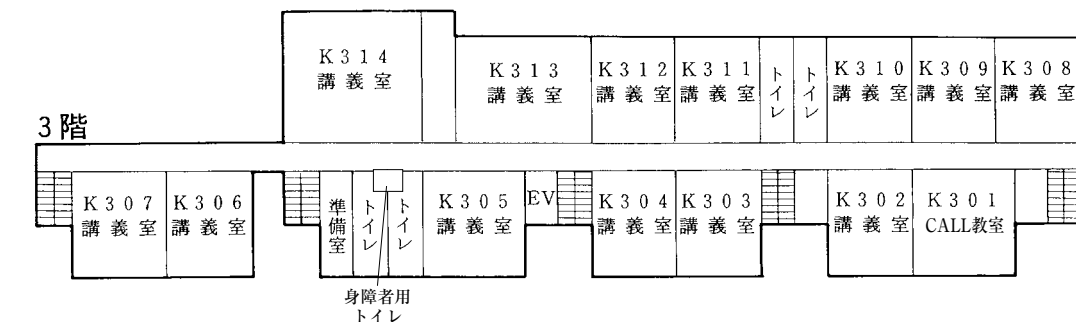 K314
講義室
K313
講義室
K312
講義室
K311
講義室
トイレ
トイレ
K310
講義室
K309
講義室
K308
講義室
3階
K307
講義室
K306
講義室
準備室
トイレ
トイレ
K305
講義室
EV
K304
講義室
K303
講義室
K302
講義室
K301
CALL教室
身障者用
トイレ